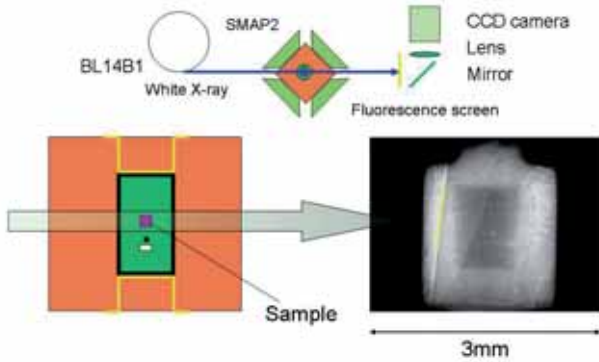 SMAP2
CCD camera
Lens
Mirror
BL14B1
White X-ray
Fluorescence screen
Sample
3mm